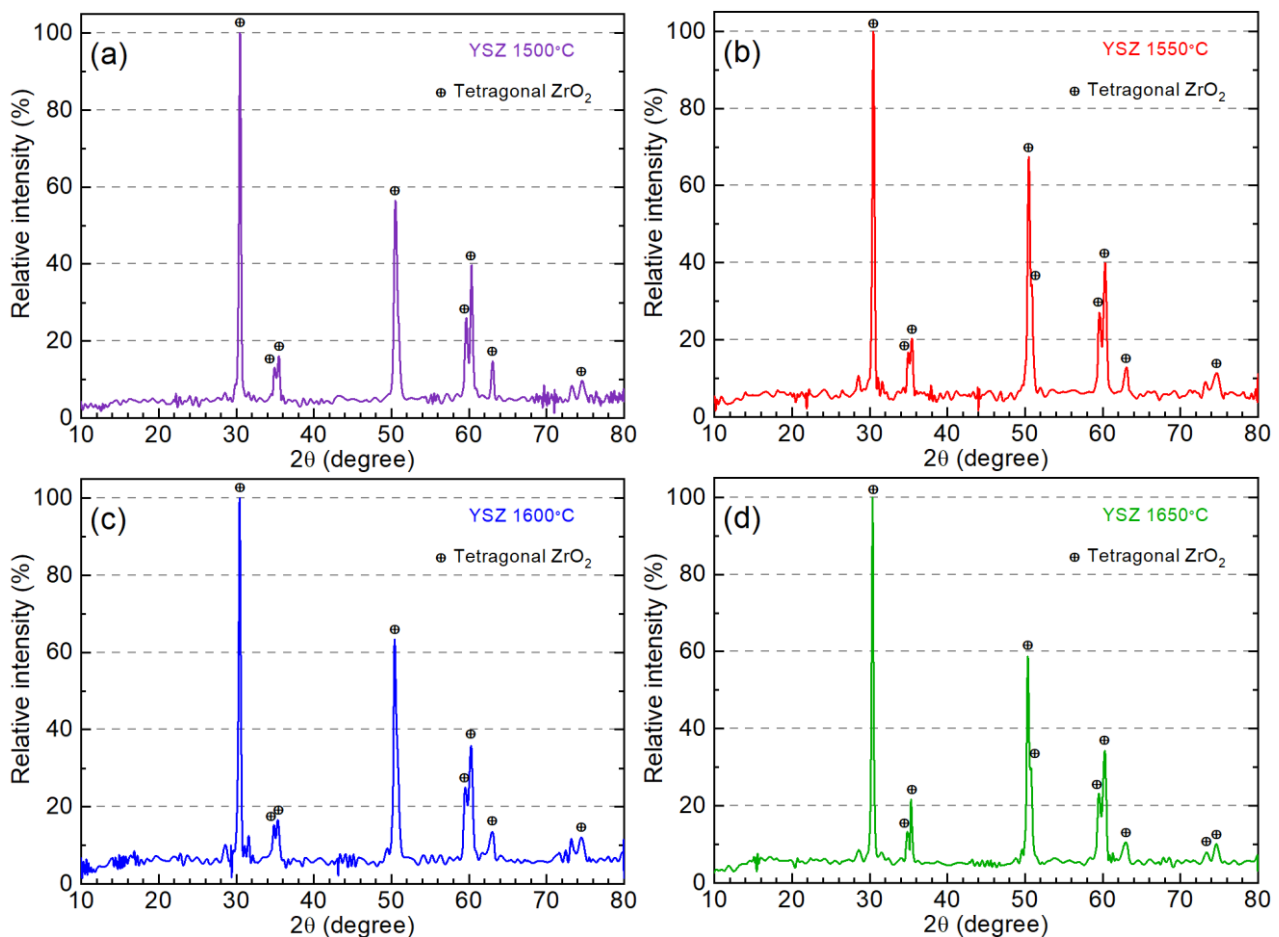 (a)
YSZ 1500°C
⊕ Tetragonal ZrO₂
Relative intensity (%)
100
80
60
40
20
0
10 20 30 40 50 60 70 80
2θ (degree)
(b)
YSZ 1550°C
⊕ Tetragonal ZrO₂
Relative intensity (%)
100
80
60
40
20
0
10 20 30 40 50 60 70 80
2θ (degree)
(c)
YSZ 1600°C
⊕ Tetragonal ZrO₂
Relative intensity (%)
100
80
60
40
20
0
10 20 30 40 50 60 70 80
2θ (degree)
(d)
YSZ 1650°C
⊕ Tetragonal ZrO₂
Relative intensity (%)
100
80
60
40
20
0
10 20 30 40 50 60 70 80
2θ (degree)